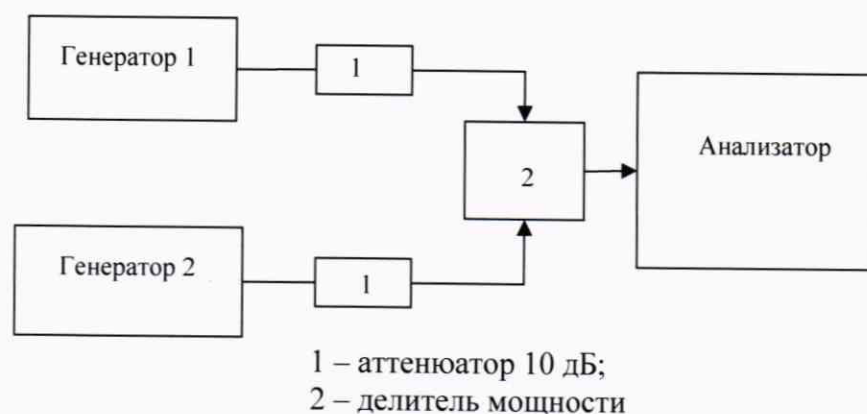 Генератор 1
1
Анализатор
2
Генератор 2
1
1 – аттенюатор 10 дБ;
2 – делитель мощности